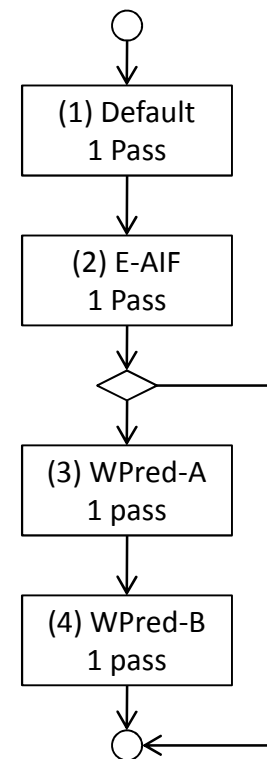 (1) Default
1 Pass
(2) E-AIF
1 Pass
(3) WPred-A
1 pass
(4) WPred-B
1 pass